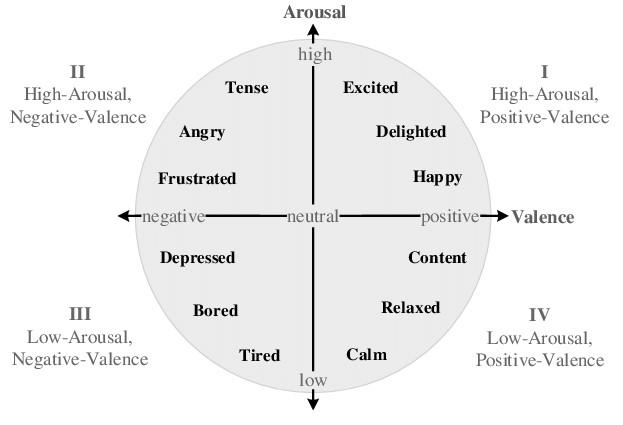 Arousal
high
II
High-Arousal,
Negative-Valence
I
High-Arousal,
Positive-Valence
Tense
Excited
Angry
Delighted
Frustrated
Happy
negative
neutral
positive
Valence
Depressed
Content
Bored
Relaxed
Tired
Calm
III
Low-Arousal,
Negative-Valence
IV
Low-Arousal,
Positive-Valence
low